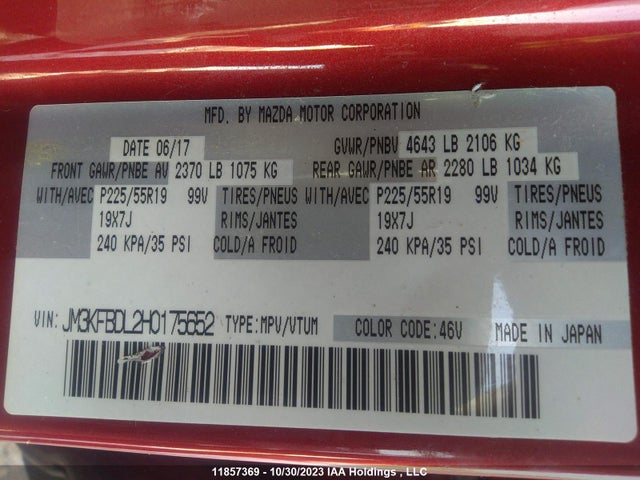 MFD. BY MAZDA MOTOR CORPORATION
DATE 06/17 GVWR/PNBV 4643 LB 2106 KG
FRONT GAWR/PNBE AV 2370 LB 1075 KG REAR GAWR/PNBE AR 2280 LB 1034 KG
WITH/AVEC P225/55R19 99V TIRES/PNEUS WITH/AVEC P225/55R19 99V TIRES/PNEUS
19X7J RIMS/JANTES 19X7J RIMS/JANTES
240 KPA/35 PSI COLD/A FROID 240 KPA/35 PSI COLD/A FROID
VIN: JM3KFBDL2H0175652 TYPE:MPV/VTUM COLOR CODE:46V MADE IN JAPAN
11857369 - 10/30/2023 IAA Holdings , LLC